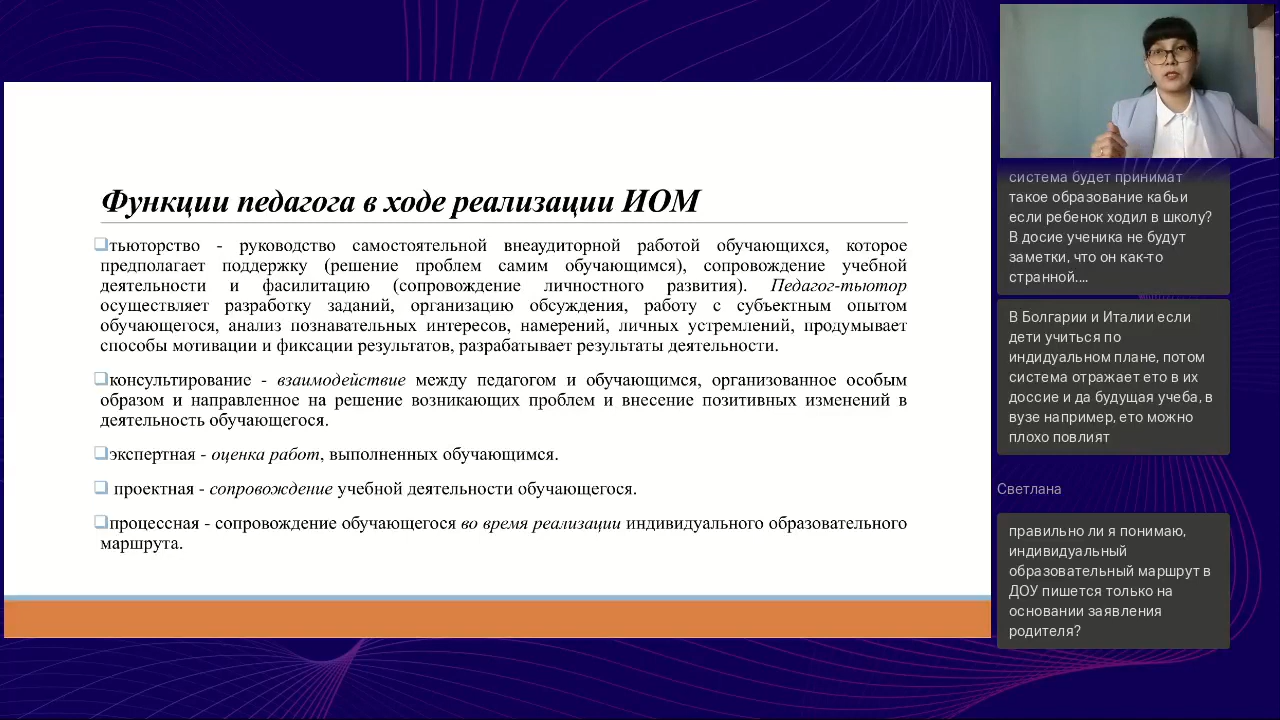 Функции педагога в ходе реализации ИОМ
тьюторство - руководство самостоятельной внеаудиторной работой обучающихся, которое
предполагает поддержку (решение проблем самим обучающимся), сопровождение учебной
деятельности и фасилитацию (сопровождение личностного развития). Педагог-тьютор
осуществляет разработку заданий, организацию обсуждения, работу с субъектным опытом
обучающегося, анализ познавательных интересов, намерений, личных устремлений, продумывает
способы мотивации и фиксации результатов, разрабатывает результаты деятельности.
консультирование - взаимодействие между педагогом и обучающимся, организованное особым
образом и направленное на решение возникающих проблем и внесение позитивных изменений в
деятельность обучающегося.
экспертная - оценка работ, выполненных обучающимся.
проектная - сопровождение учебной деятельности обучающегося.
процессная - сопровождение обучающегося во время реализации индивидуального образовательного
маршрута.
система будет принимат
такое образование кабьи
если ребенок ходил в школу?
В досие ученика не будут
заметки, что он как-то
странной....
В Болгарии и Италии если
дети учиться по
индидуальном плане, потом
система отражает ето в их
доссие и да будущая учеба, в
вузе например, ето можно
плохо повлият
Светлана
правильно ли я понимаю,
индивидуальный
образовательный маршрут в
ДОУ пишется только на
основании заявления
родителя?